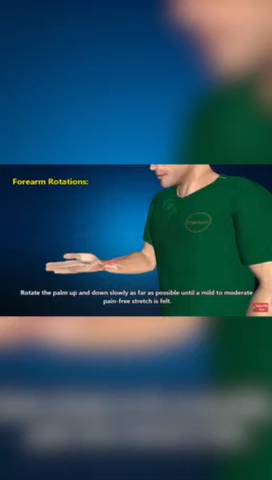 Forearm Rotations:
Rotate the palm up and down slowly as far as possible until a mild to moderate
pain-free stretch is felt.